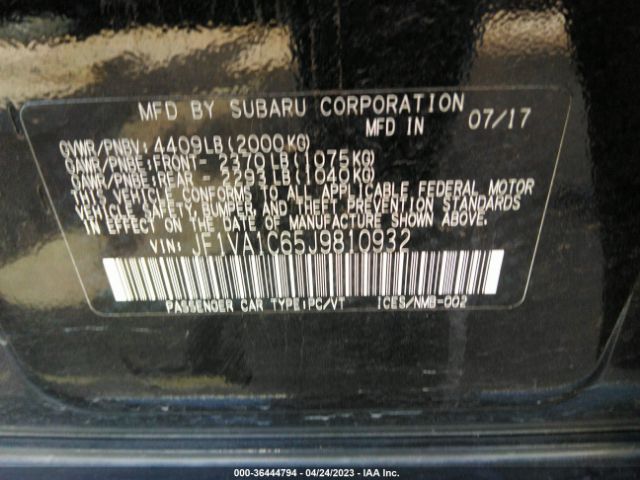 MFD BY SUBARU CORPORATION
MFD IN 07/17
GVWR/PNBV: 4409LB(2000KG)
GAWR/PNBE:FRONT- 2370LB(1075KG)
GAWR/PNBE:REAR - 2293LB(1040KG)
THIS VEHICLE CONFORMS TO ALL APPLICABLE FEDERAL MOTOR
VEHICLE SAFETY, BUMPER AND THEFT PREVENTION STANDARDS
IN EFFECT ON THE DATE OF MANUFACTURE SHOWN ABOVE.
VIN: JF1VA1C65J9810932
PASSENGER CAR TYPE:PC/VT ICES/NMB-002
000-36444794 - 04/24/2023 - IAA Inc.